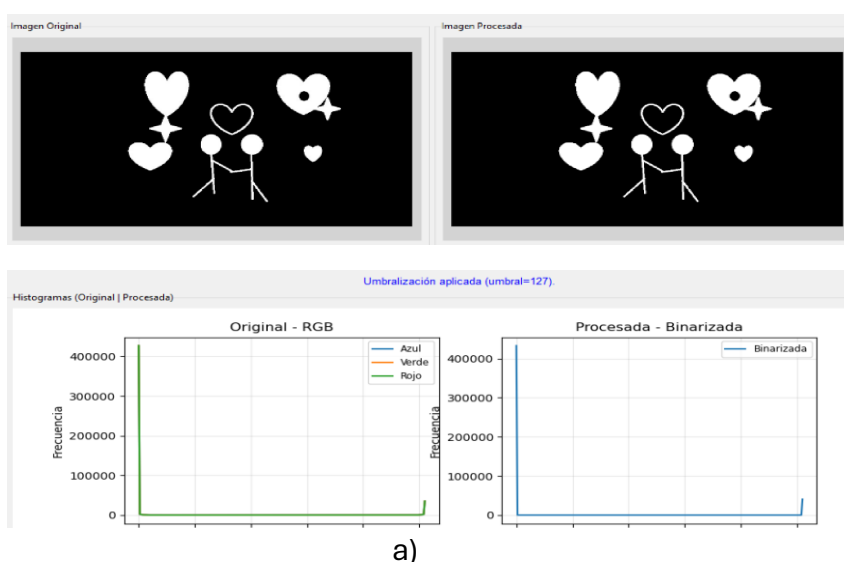 Imagen Original
Imagen Procesada
Umbralización aplicada (umbral=127).
Histogramas (Original | Procesada)
Original - RGB
Azul
Verde
Rojo
400000
300000
200000
100000
0
Frecuencia
Procesada - Binarizada
Binarizada
400000
300000
200000
100000
0
Frecuencia
a)